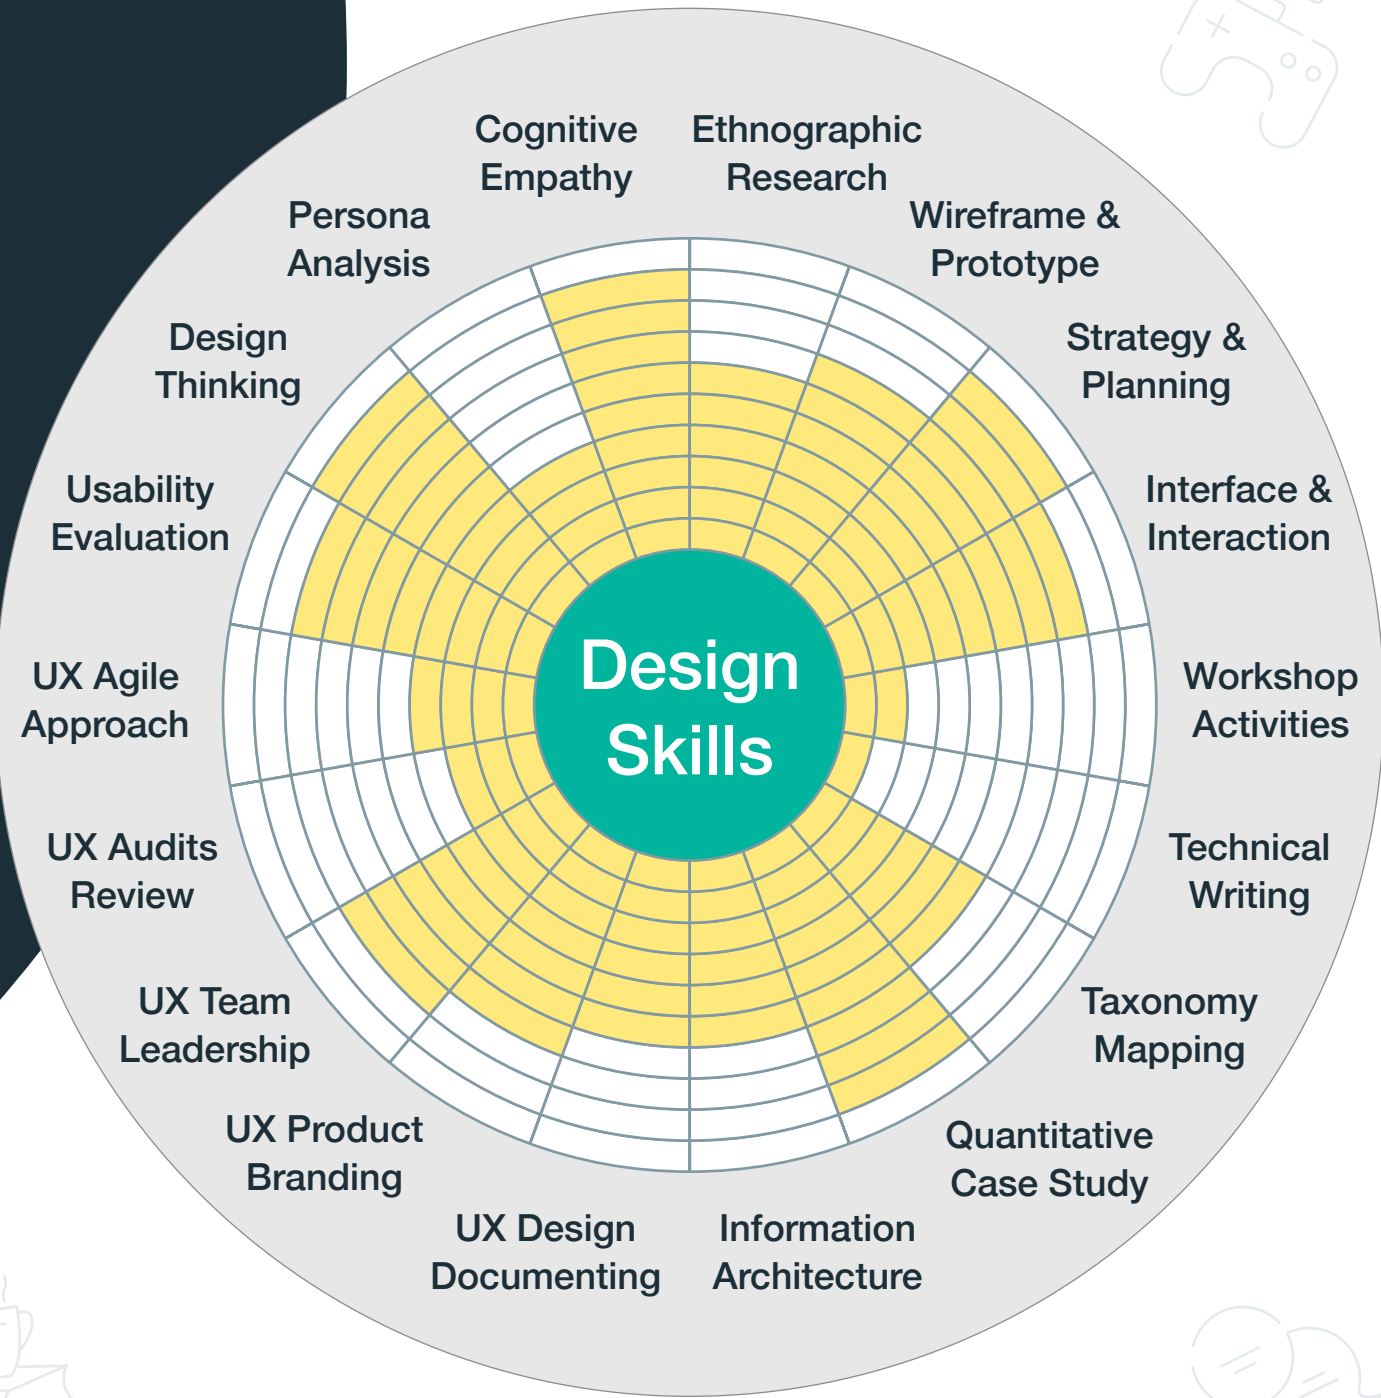 Cognitive
Empathy
Ethnographic
Research
Wireframe &
Prototype
Strategy &
Planning
Interface &
Interaction
Workshop
Activities
Technical
Writing
Taxonomy
Mapping
Quantitative
Case Study
Information
Architecture
UX Design
Documenting
UX Product
Branding
UX Team
Leadership
UX Audits
Review
UX Agile
Approach
Usability
Evaluation
Design
Thinking
Persona
Analysis
Design
Skills